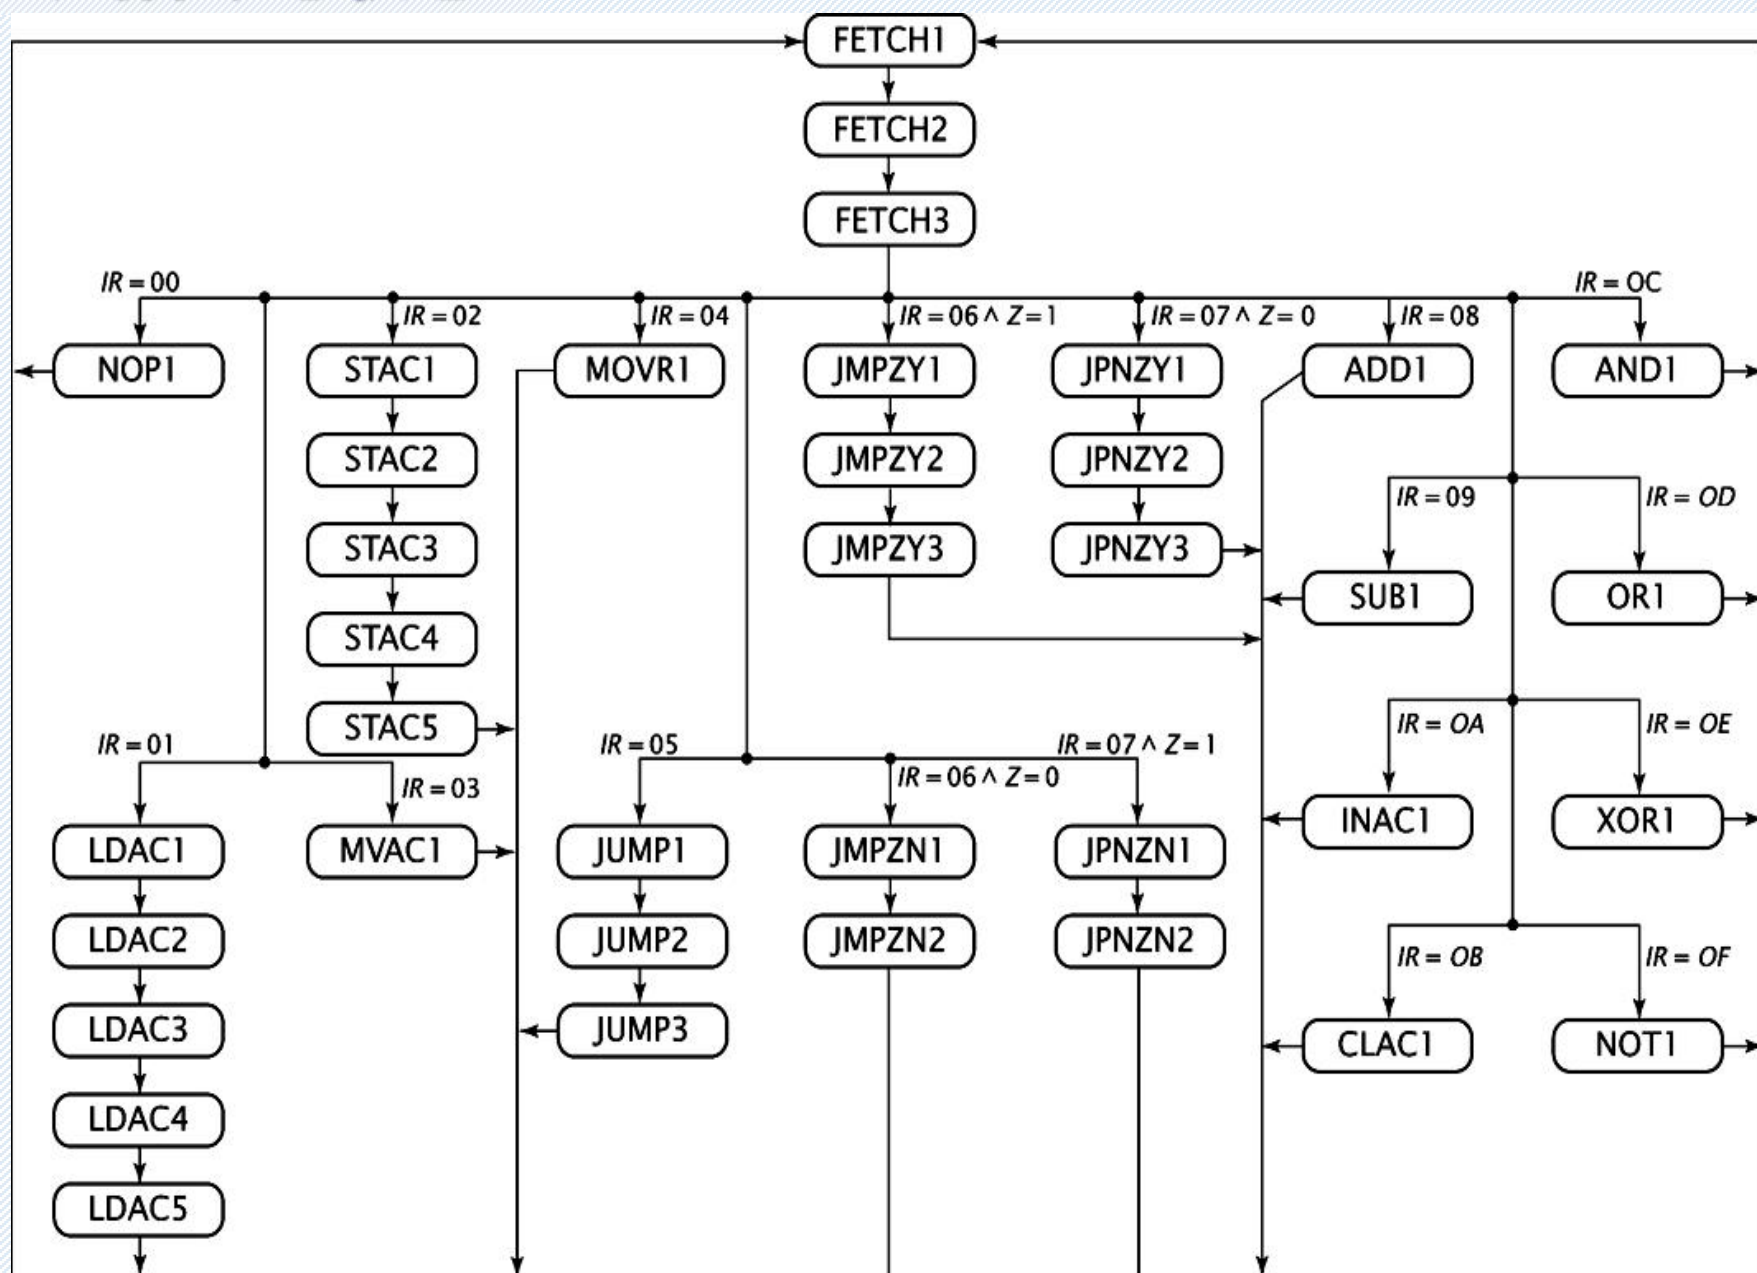 FETCH1
FETCH2
FETCH3
IR = 00
IR = OC
IR = 02
IR = 04
IR = 06 ∧ Z = 1
IR = 07 ∧ Z = 0
IR = 08
NOP1
STAC1
MOVR1
JMPZY1
JPNZY1
ADD1
AND1
STAC2
JMPZY2
JPNZY2
IR = 09
IR = OD
STAC3
JMPZY3
JPNZY3
SUB1
OR1
STAC4
STAC5
IR = OA
IR = OE
IR = 01
IR = 05
IR = 07 ∧ Z = 1
IR = 03
IR = 06 ∧ Z = 0
INAC1
XOR1
LDAC1
MVAC1
JUMP1
JMPZN1
JPNZN1
LDAC2
JUMP2
JMPZN2
JPNZN2
IR = OB
IR = OF
LDAC3
JUMP3
CLAC1
NOT1
LDAC4
LDAC5